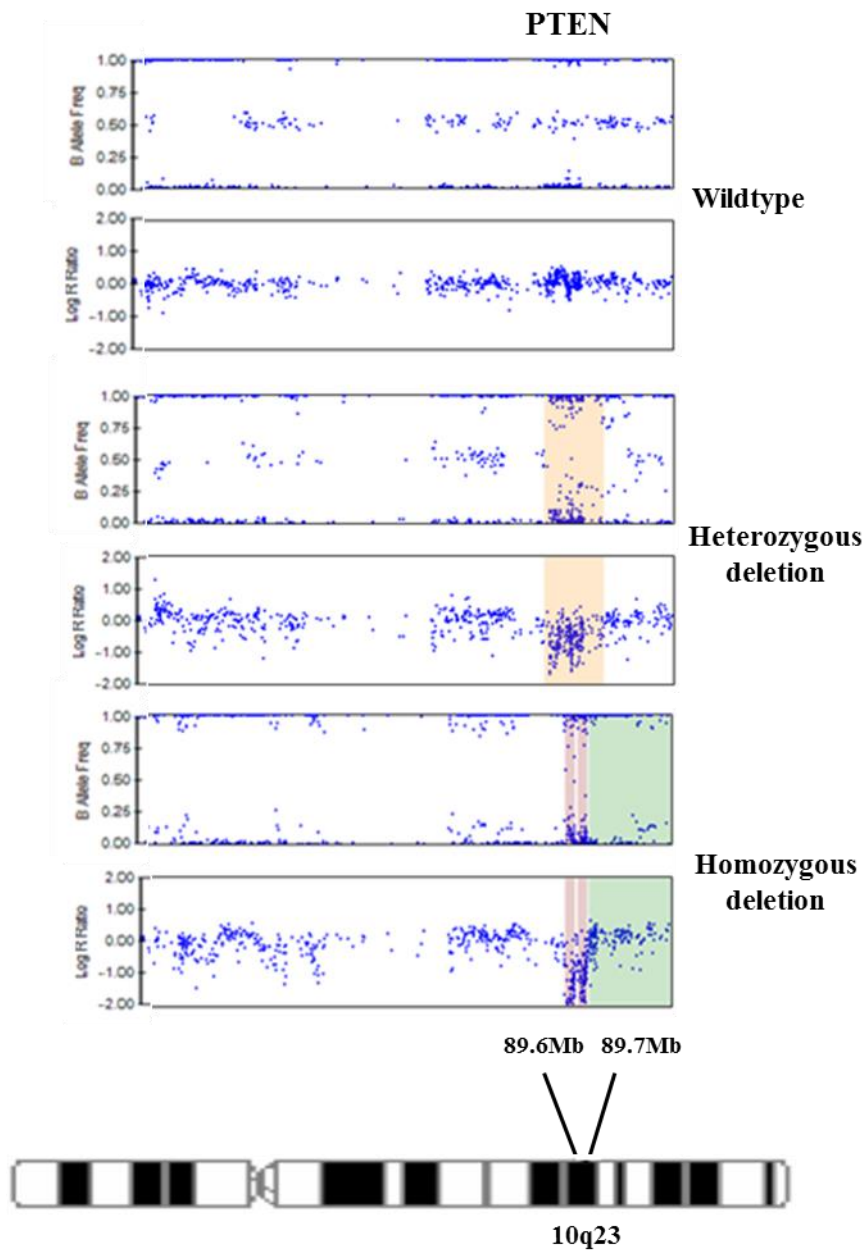 PTEN
1.00
0.75
0.50
0.25
0.00
B Allele Freq
Wildtype
2.00
1.00
0.00
-1.00
-2.00
Log R Ratio
1.00
0.75
0.50
0.25
0.00
B Allele Freq
Heterozygous
deletion
2.00
1.00
0.00
-1.00
-2.00
Log R Ratio
1.00
0.75
0.50
0.25
0.00
B Allele Freq
Homozygous
deletion
2.00
1.00
0.00
-1.00
-2.00
Log R Ratio
89.6Mb 89.7Mb
10q23